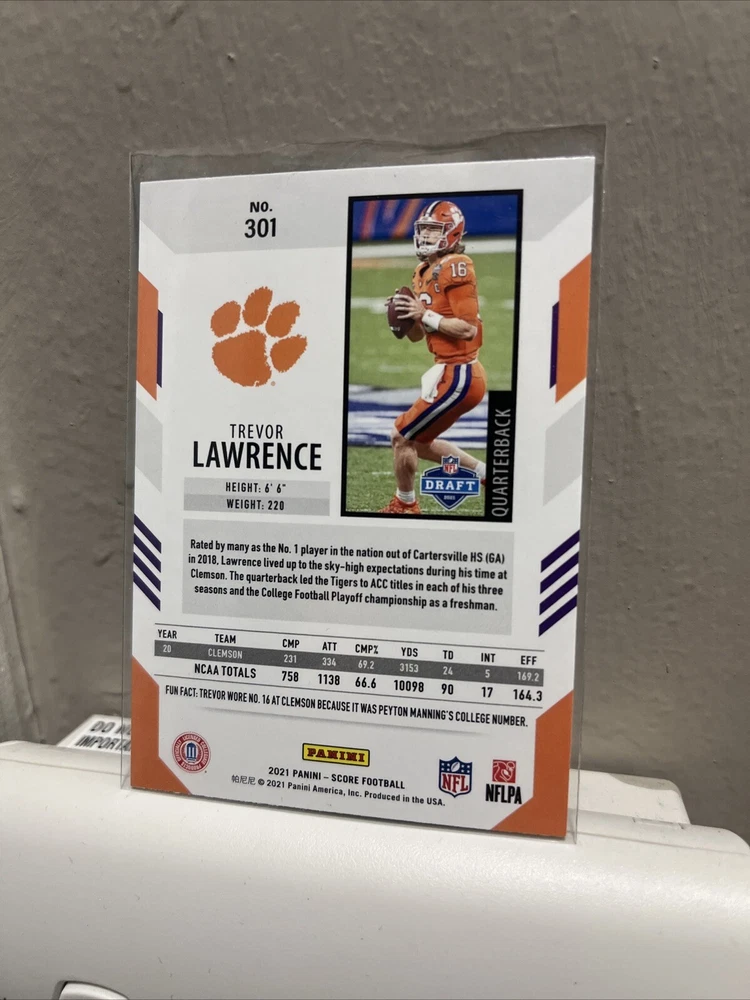 No.
301
16
TREVOR
LAWRENCE
HEIGHT: 6' 6"
WEIGHT: 220
QUARTERBACK
NFL
DRAFT
2021
Rated by many as the No. 1 player in the nation out of Cartersville HS (GA)
in 2018, Lawrence lived up to the sky-high expectations during his time at
Clemson. The quarterback led the Tigers to ACC titles in each of his three
seasons and the College Football Playoff championship as a freshman.
YEAR TEAM CMP ATT CMP% YDS TD INT EFF
20 CLEMSON 231 334 69.2 3153 24 5 169.2
NCAA TOTALS 758 1138 66.6 10098 90 17 164.3
FUN FACT: TREVOR WORE NO. 16 AT CLEMSON BECAUSE IT WAS PEYTON MANNING'S COLLEGE NUMBER.
PANINI
2021 PANINI – SCORE FOOTBALL
帕尼尼 © 2021 Panini America, Inc. Produced in the USA.
NFL
NFLPA